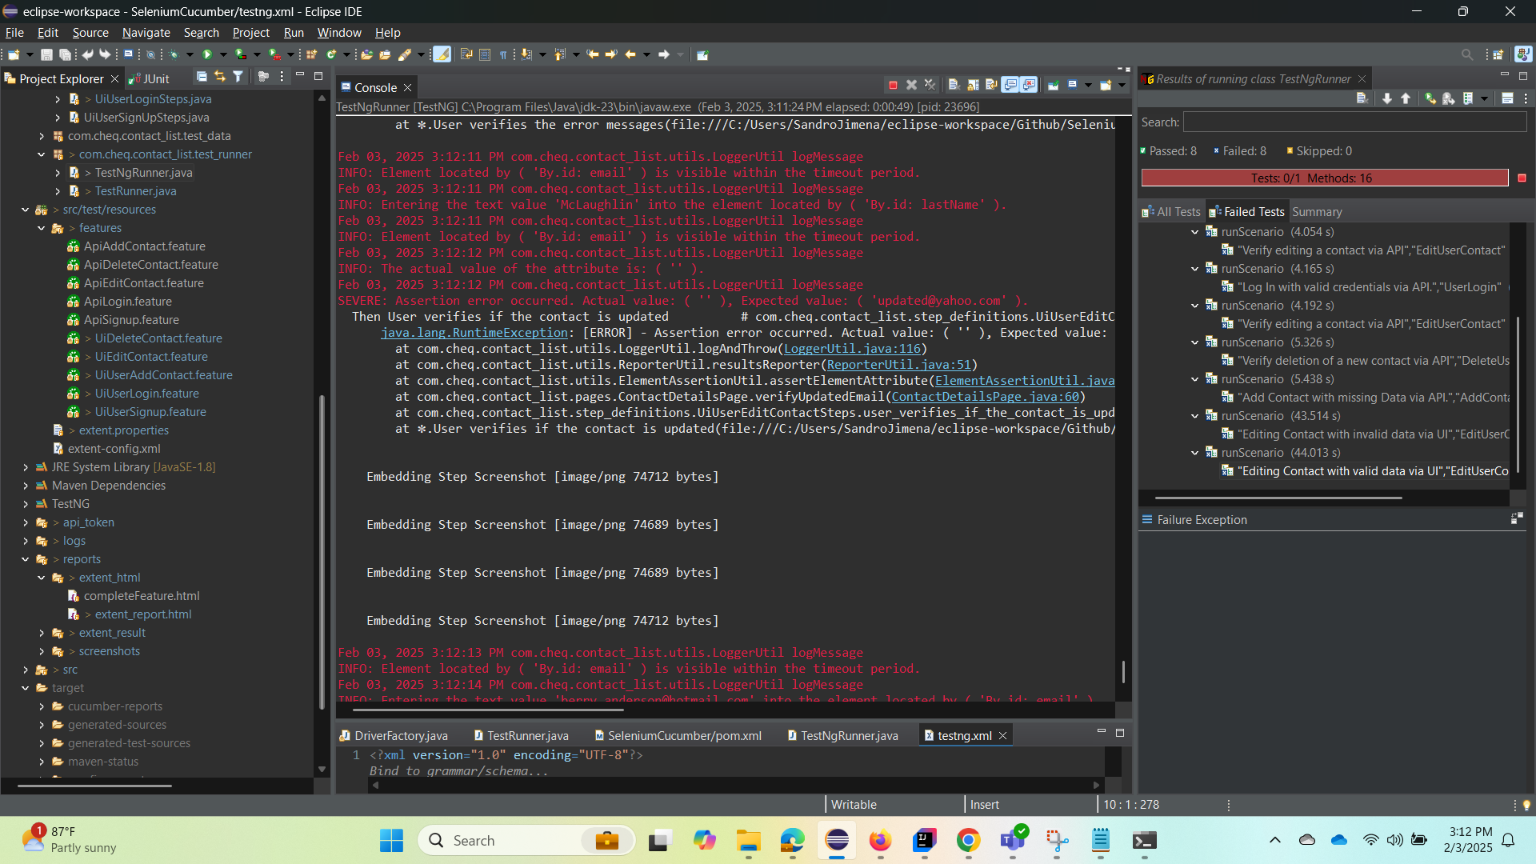 eclipse-workspace - SeleniumCucumber/testng.xml - Eclipse IDE
File Edit Source Navigate Search Project Run Window Help
Project Explorer
JUnit
> UiUserLoginSteps.java
> UiUserSignUpSteps.java
com.cheq.contact_list.test_data
> com.cheq.contact_list.test_runner
> TestNgRunner.java
> TestRunner.java
> src/test/resources
> features
ApiAddContact.feature
ApiDeleteContact.feature
ApiEditContact.feature
ApiLogin.feature
ApiSignup.feature
> UiDeleteContact.feature
> UiEditContact.feature
> UiUserAddContact.feature
> UiUserLogin.feature
> UiUserSignup.feature
> extent.properties
extent-config.xml
JRE System Library [JavaSE-1.8]
Maven Dependencies
TestNG
> api_token
> logs
> reports
> extent_html
completeFeature.html
> extent_report.html
> extent_result
> screenshots
> src
target
cucumber-reports
generated-sources
generated-test-sources
maven-status
Console
TestNgRunner [TestNG] C:\Program Files\Java\jdk-23\bin\javaw.exe (Feb 3, 2025, 3:11:24 PM elapsed: 0:00:49) [pid: 23696]
at ✽.User verifies the error messages(file:///C:/Users/SandroJimena/eclipse-workspace/Github/Seleniu
Feb 03, 2025 3:12:11 PM com.cheq.contact_list.utils.LoggerUtil logMessage
INFO: Element located by ( 'By.id: email' ) is visible within the timeout period.
Feb 03, 2025 3:12:11 PM com.cheq.contact_list.utils.LoggerUtil logMessage
INFO: Entering the text value 'McLaughlin' into the element located by ( 'By.id: lastName' ).
Feb 03, 2025 3:12:11 PM com.cheq.contact_list.utils.LoggerUtil logMessage
INFO: Element located by ( 'By.id: email' ) is visible within the timeout period.
Feb 03, 2025 3:12:12 PM com.cheq.contact_list.utils.LoggerUtil logMessage
INFO: The actual value of the attribute is: ( '' ).
Feb 03, 2025 3:12:12 PM com.cheq.contact_list.utils.LoggerUtil logMessage
SEVERE: Assertion error occurred. Actual value: ( '' ), Expected value: ( 'updated@yahoo.com' ).
Then User verifies if the contact is updated # com.cheq.contact_list.step_definitions.UiUserEditC
java.lang.RuntimeException: [ERROR] - Assertion error occurred. Actual value: ( '' ), Expected value:
at com.cheq.contact_list.utils.LoggerUtil.logAndThrow(LoggerUtil.java:116)
at com.cheq.contact_list.utils.ReporterUtil.resultsReporter(ReporterUtil.java:51)
at com.cheq.contact_list.utils.ElementAssertionUtil.assertElementAttribute(ElementAssertionUtil.java
at com.cheq.contact_list.pages.ContactDetailsPage.verifyUpdatedEmail(ContactDetailsPage.java:60)
at com.cheq.contact_list.step_definitions.UiUserEditContactSteps.user_verifies_if_the_contact_is_upd
at ✽.User verifies if the contact is updated(file:///C:/Users/SandroJimena/eclipse-workspace/Github/
Embedding Step Screenshot [image/png 74712 bytes]
Embedding Step Screenshot [image/png 74689 bytes]
Embedding Step Screenshot [image/png 74689 bytes]
Embedding Step Screenshot [image/png 74712 bytes]
Feb 03, 2025 3:12:13 PM com.cheq.contact_list.utils.LoggerUtil logMessage
INFO: Element located by ( 'By.id: email' ) is visible within the timeout period.
Feb 03, 2025 3:12:14 PM com.cheq.contact_list.utils.LoggerUtil logMessage
INFO: Entering the text value 'berry.anderson@hotmail.com' into the element located by ( 'By.id: email' )
DriverFactory.java
TestRunner.java
SeleniumCucumber/pom.xml
TestNgRunner.java
testng.xml
1 <?xml version="1.0" encoding="UTF-8"?>
Bind to grammar/schema...
Results of running class TestNgRunner
Search:
Passed: 8 Failed: 8 Skipped: 0
Tests: 0/1 Methods: 16
All Tests Failed Tests Summary
runScenario (4.054 s)
"Verify editing a contact via API","EditUserContact"
runScenario (4.165 s)
"Log In with valid credentials via API.","UserLogin"
runScenario (4.192 s)
"Verify editing a contact via API","EditUserContact"
runScenario (5.326 s)
"Verify deletion of a new contact via API","DeleteUs
runScenario (5.438 s)
"Add Contact with missing Data via API.","AddConta
runScenario (43.514 s)
"Editing Contact with invalid data via UI","EditUserC
runScenario (44.013 s)
"Editing Contact with valid data via UI","EditUserCo
Failure Exception
Writable
Insert
10 : 1 : 278
1
87°F
Partly sunny
Search
3:12 PM
2/3/2025